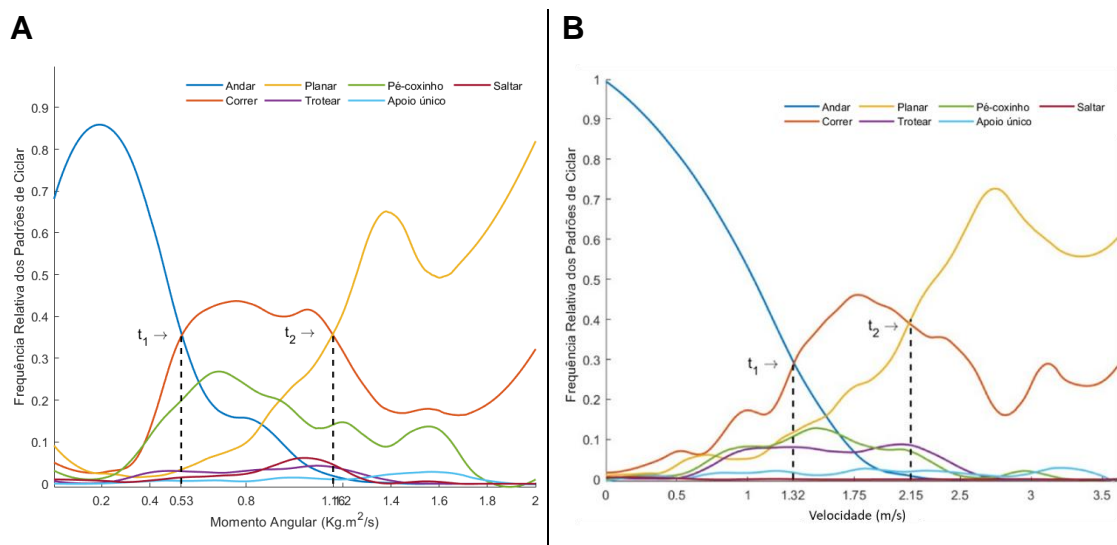 A
Andar
Planar
Pé-coxinho
Saltar
Correr
Trotear
Apoio único
Frequência Relativa dos Padrões de Ciclar
0.9
0.8
0.7
0.6
0.5
0.4
0.3
0.2
0.1
0
t₁ →
t₂ →
0.2 0.4 0.53 0.8 1.16 1.4 1.6 1.8 2
Momento Angular (Kg.m²/s)
B
Andar
Planar
Pé-coxinho
Saltar
Correr
Trotear
Apoio único
Frequência Relativa dos Padrões de Ciclar
1
0.9
0.8
0.7
0.6
0.5
0.4
0.3
0.2
0.1
0
t₁ →
t₂ →
0 0.5 1 1.32 1.75 2.15 2.5 3 3.5
Velocidade (m/s)